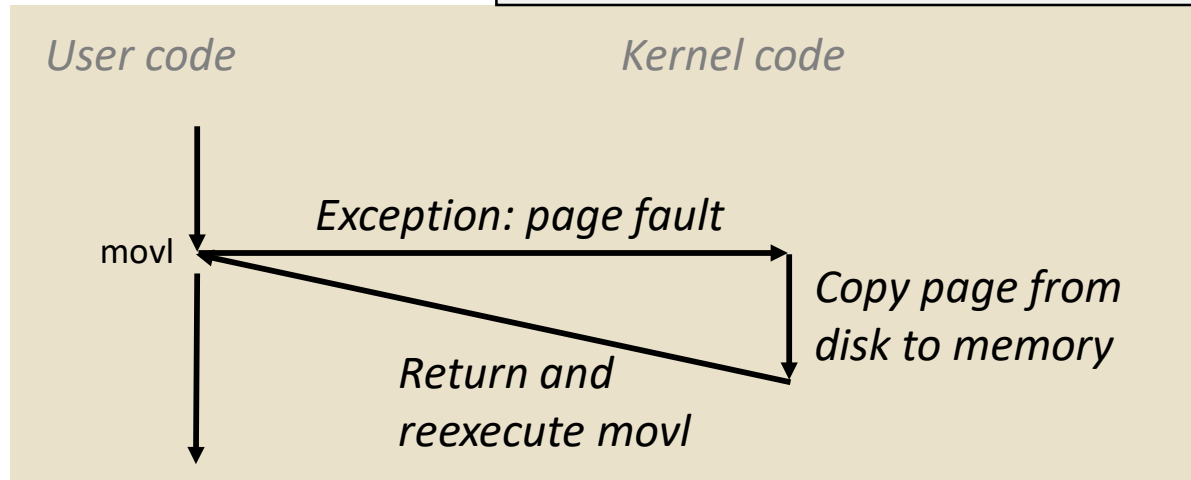 User code
Kernel code
Exception: page fault
movl
Copy page from
disk to memory
Return and
reexecute movl